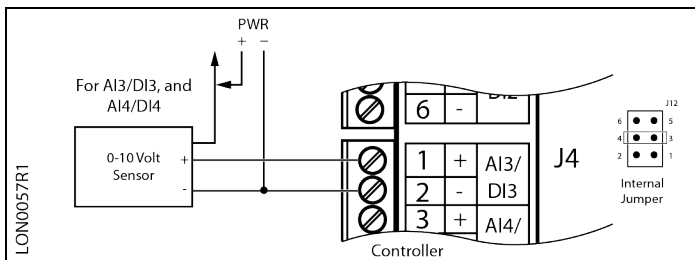 PWR
+ −
For AI3/DI3, and
AI4/DI4
0-10 Volt
Sensor
+
-
LON0057R1
6 -
1 + AI3/
2 - DI3
3 + AI4/
J4
Controller
J12
6 5
4 3
2 1
Internal
Jumper